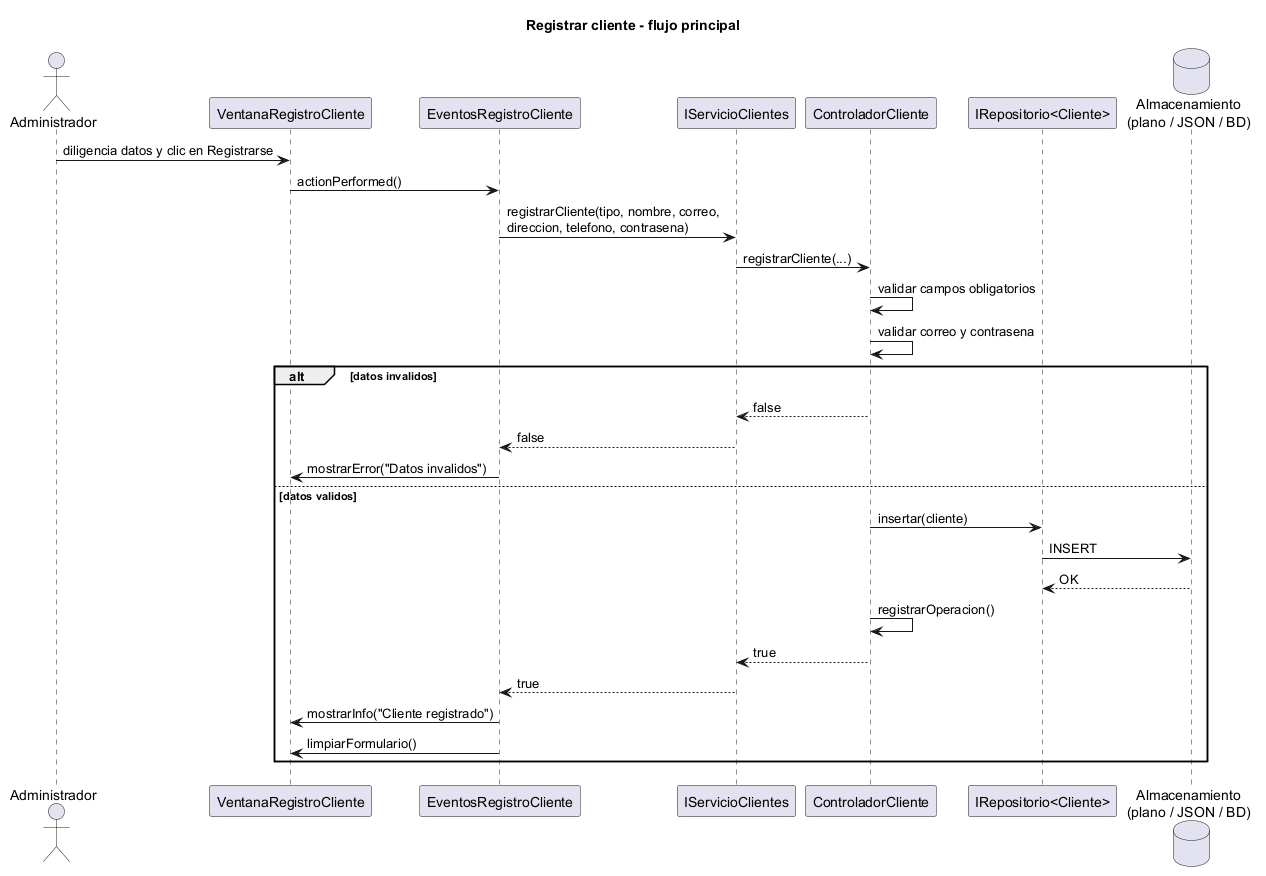 Registrar cliente - flujo principal
Administrador
VentanaRegistroCliente
EventosRegistroCliente
IServicioClientes
ControladorCliente
IRepositorio<Cliente>
Almacenamiento
(plano / JSON / BD)
diligencia datos y clic en Registrarse
actionPerformed()
registrarCliente(tipo, nombre, correo,
direccion, telefono, contrasena)
registrarCliente(...)
validar campos obligatorios
validar correo y contrasena
alt
[datos invalidos]
false
false
mostrarError("Datos invalidos")
[datos validos]
insertar(cliente)
INSERT
OK
registrarOperacion()
true
true
mostrarInfo("Cliente registrado")
limpiarFormulario()
Administrador
VentanaRegistroCliente
EventosRegistroCliente
IServicioClientes
ControladorCliente
IRepositorio<Cliente>
Almacenamiento
(plano / JSON / BD)